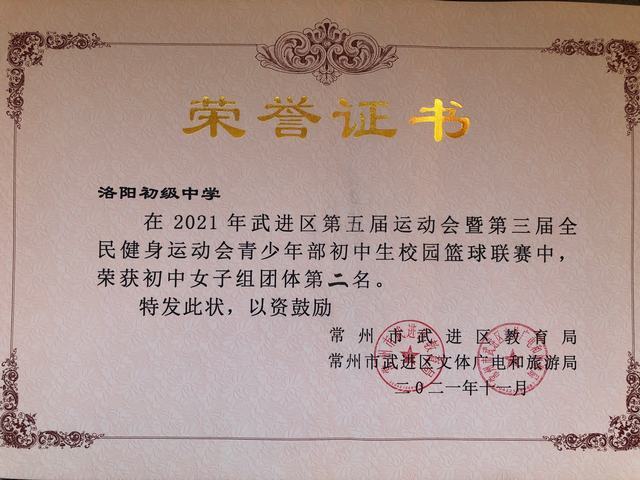 荣誉证书
洛阳初级中学
在2021年武进区第五届运动会暨第三届全
民健身运动会青少年部初中生校园篮球联赛中，
荣获初中女子组团体第二名。
特发此状，以资鼓励
常州市武进区教育局
常州市武进区文体广电和旅游局
二0二一年十一月